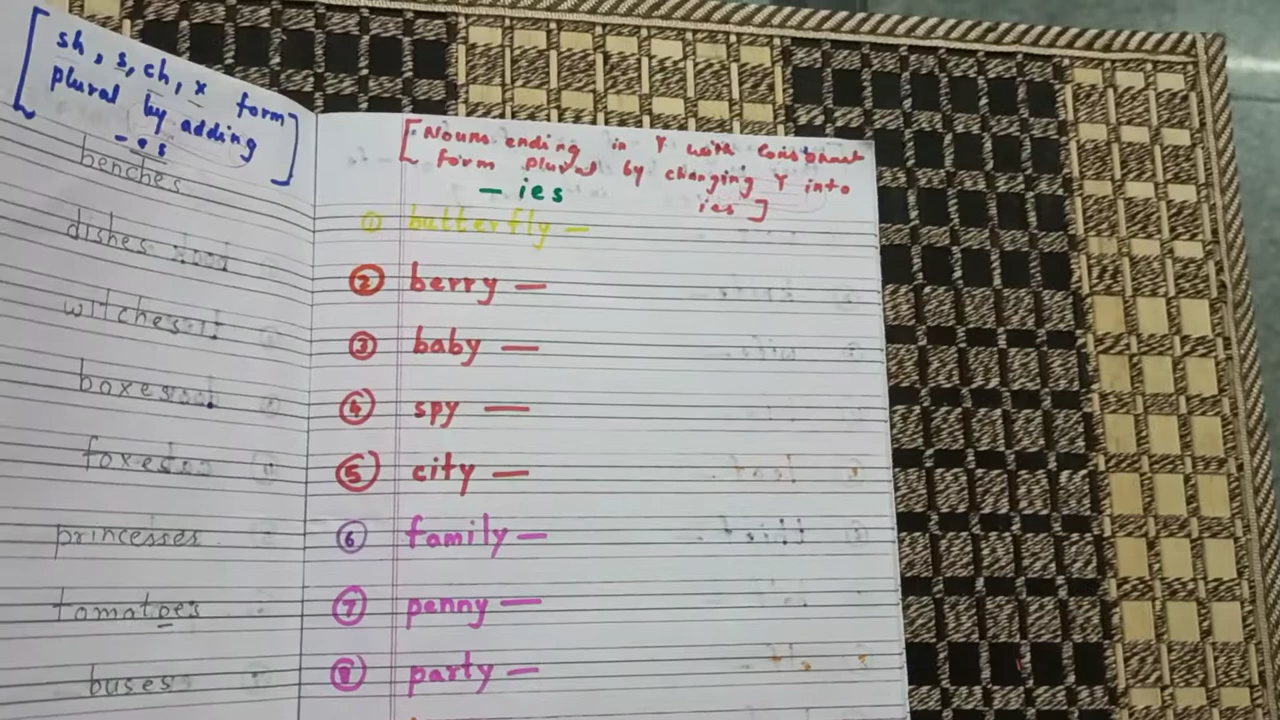 [sh, s, ch, x form
plural by adding
-es]
benches
dishes
witches
boxes
foxes
princesses
tomatoes
buses
[Nouns ending in Y with consonant
form plural by changing Y into
ies]
- ies
① butterfly —
② berry —
③ baby —
④ spy —
⑤ city —
⑥ family —
⑦ penny —
⑧ party —